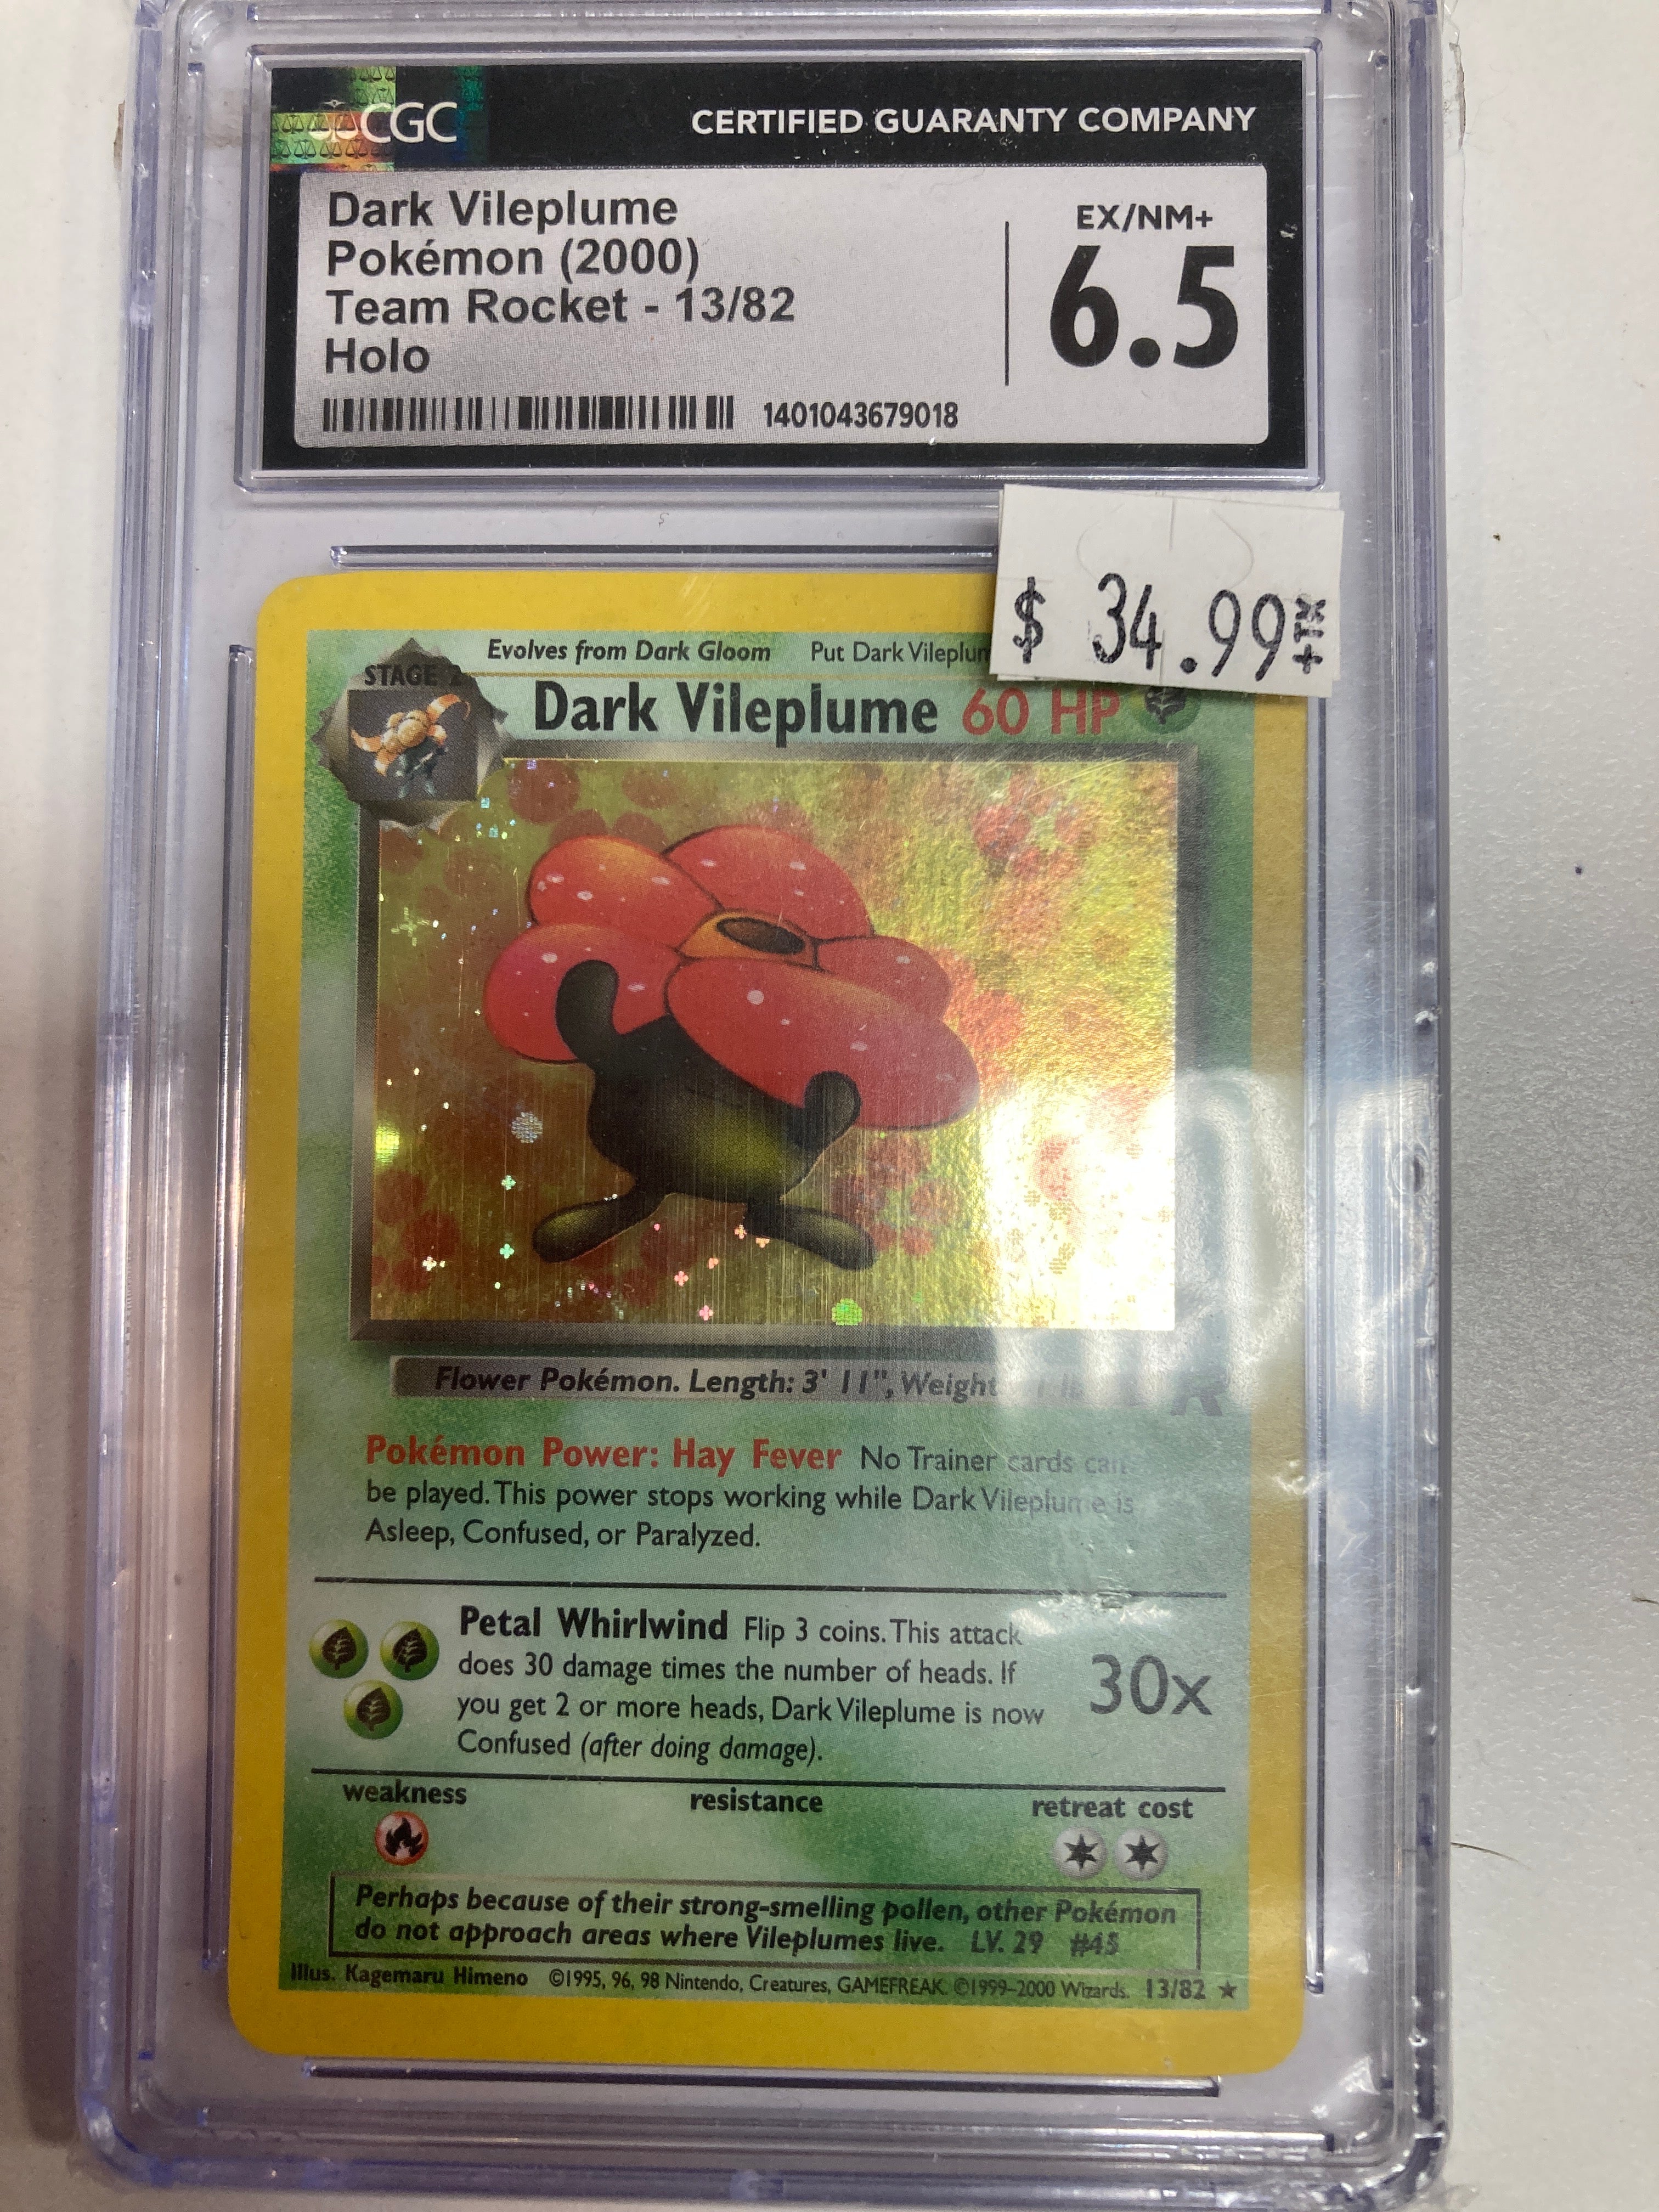 CGC
CERTIFIED GUARANTY COMPANY
Dark Vileplume
Pokémon (2000)
Team Rocket - 13/82
Holo
EX/NM+
6.5
1401043679018
$ 34.99 +TX
Evolves from Dark Gloom Put Dark
STAGE 2
Dark Vileplume 60 HP
Flower Pokémon. Length: 3' 11", Weight
R
Pokémon Power: Hay Fever No Trainer cards can
be played. This power stops working while Dark Vileplume is
Asleep, Confused, or Paralyzed.
Petal Whirlwind Flip 3 coins. This attack
does 30 damage times the number of heads. If
you get 2 or more heads, Dark Vileplume is now
Confused (after doing damage).
30x
weakness resistance retreat cost
Perhaps because of their strong-smelling pollen, other Pokémon
do not approach areas where Vileplumes live. LV. 29 #45
Illus. Kagemaru Himeno ©1995, 96, 98 Nintendo, Creatures, GAMEFREAK. ©1999–2000 Wizards. 13/82 ★